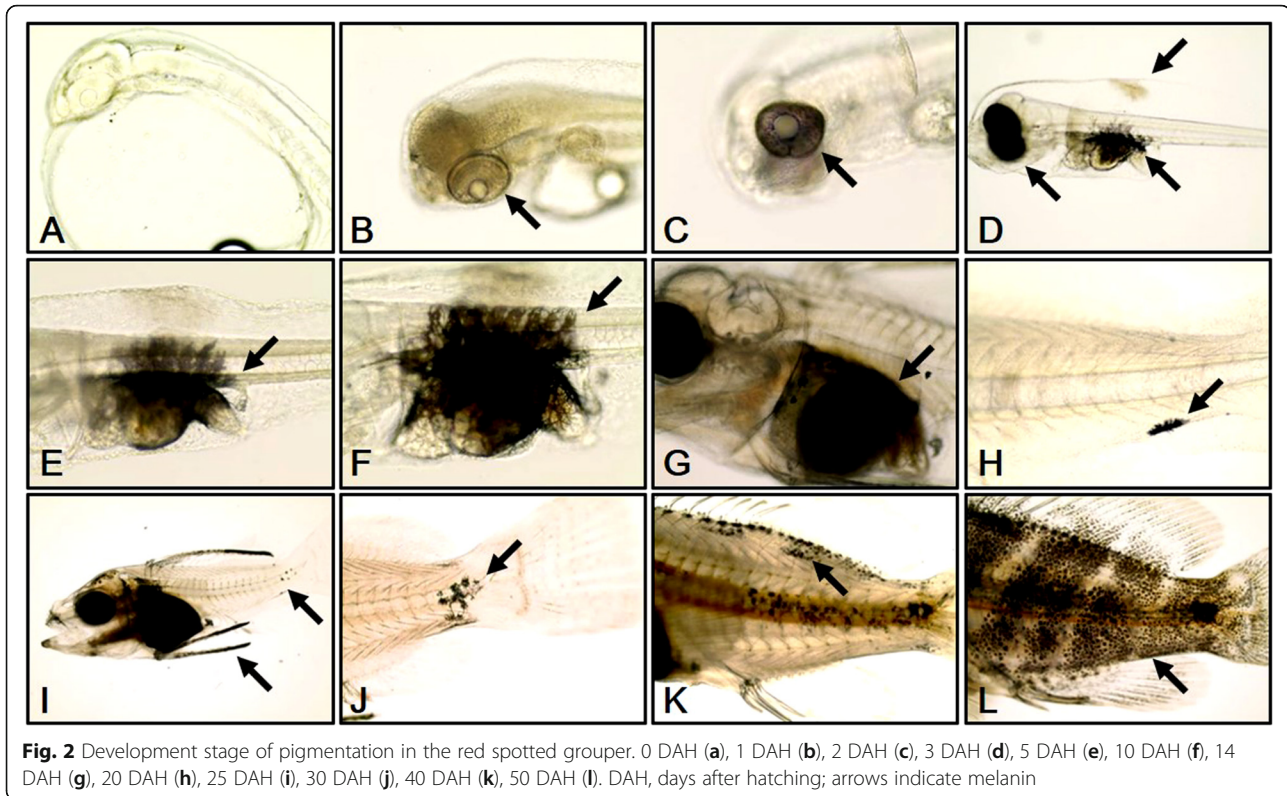 A B C D
E F G H
I J K L
Fig. 2 Development stage of pigmentation in the red spotted grouper. 0 DAH (a), 1 DAH (b), 2 DAH (c), 3 DAH (d), 5 DAH (e), 10 DAH (f), 14
DAH (g), 20 DAH (h), 25 DAH (i), 30 DAH (j), 40 DAH (k), 50 DAH (l). DAH, days after hatching; arrows indicate melanin